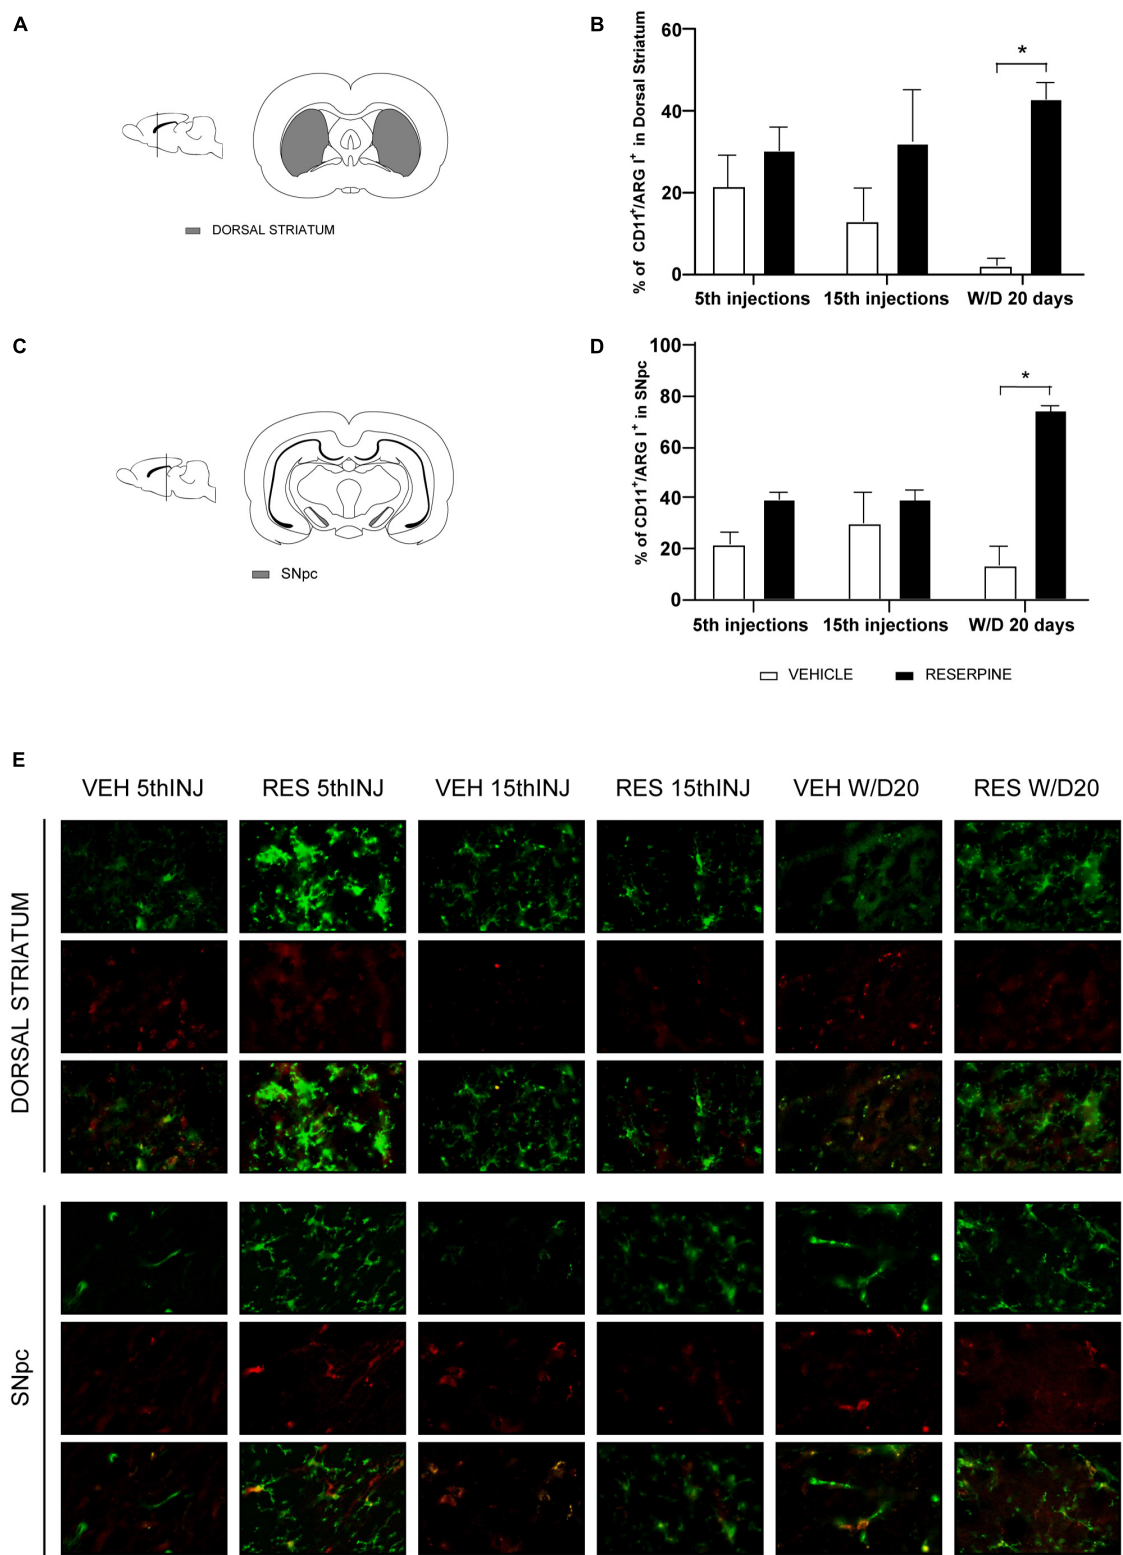 A
DORSAL STRIATUM
B
% of CD11⁺/ARG I⁺ in Dorsal Striatum
60
40
20
0
*
5th injections 15th injections W/D 20 days
C
SNpc
D
% of CD11⁺/ARG I⁺ in SNpc
100
80
60
40
20
0
*
5th injections 15th injections W/D 20 days
VEHICLE RESERPINE
E
VEH 5thINJ RES 5thINJ VEH 15thINJ RES 15thINJ VEH W/D20 RES W/D20
DORSAL STRIATUM
SNpc